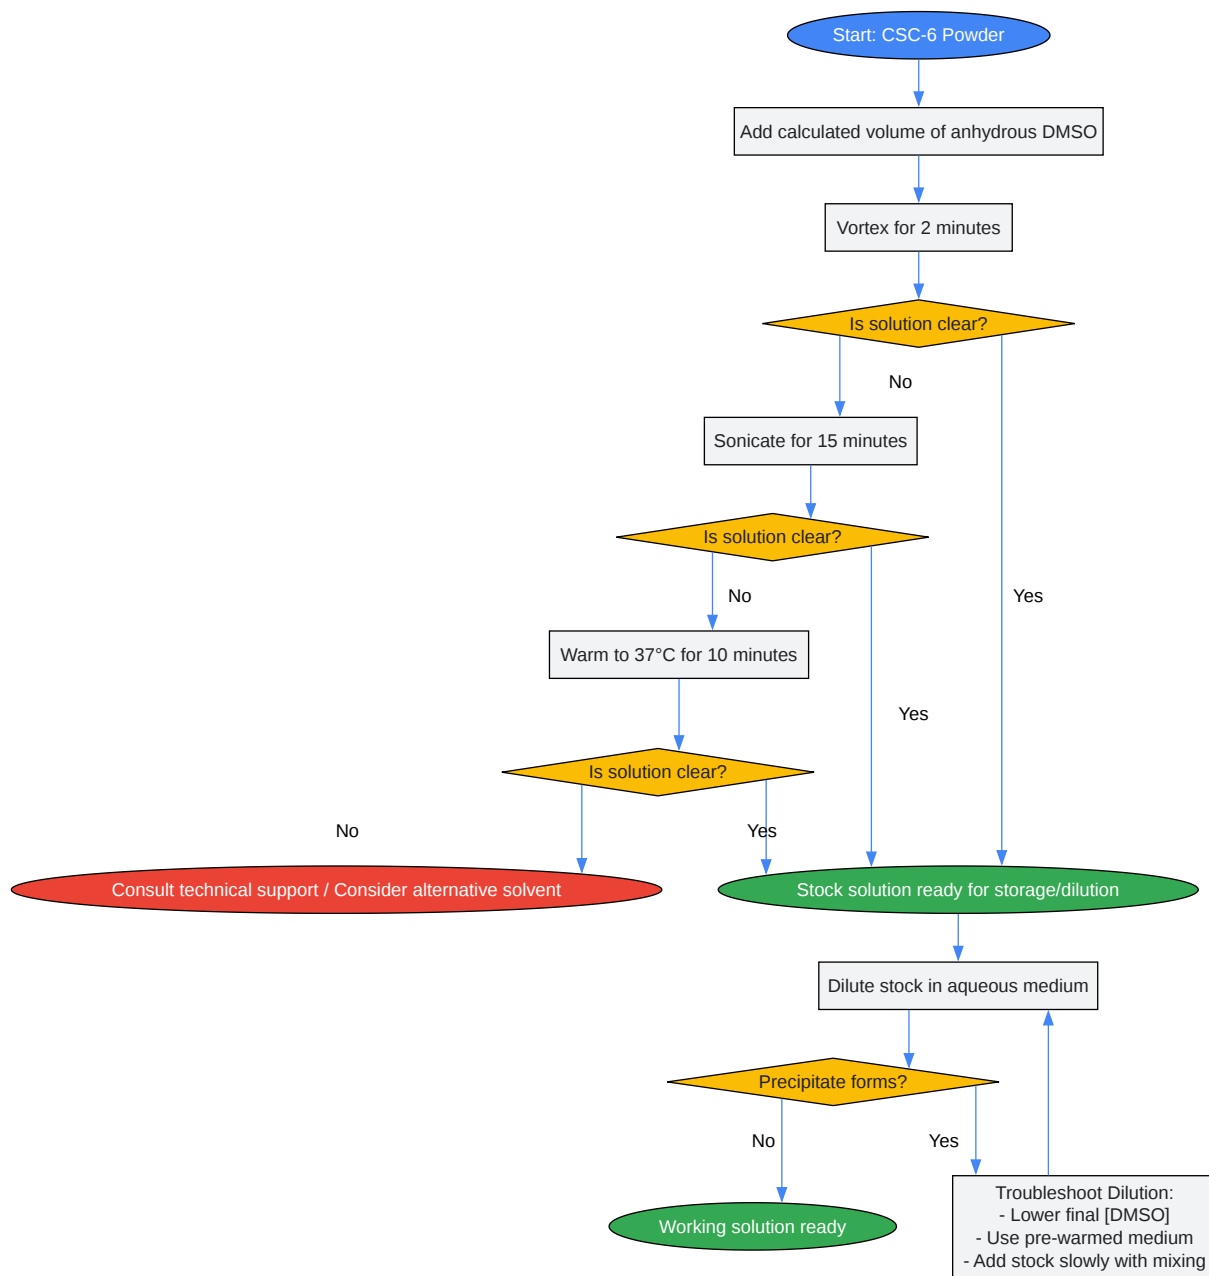 Start: CSC-6 Powder
Add calculated volume of anhydrous DMSO
Vortex for 2 minutes
Is solution clear?
No
Sonicate for 15 minutes
Is solution clear?
No
Yes
Warm to 37°C for 10 minutes
Yes
Is solution clear?
No
Yes
Consult technical support / Consider alternative solvent
Stock solution ready for storage/dilution
Dilute stock in aqueous medium
Precipitate forms?
No
Yes
Working solution ready
Troubleshoot Dilution:
- Lower final [DMSO]
- Use pre-warmed medium
- Add stock slowly with mixing